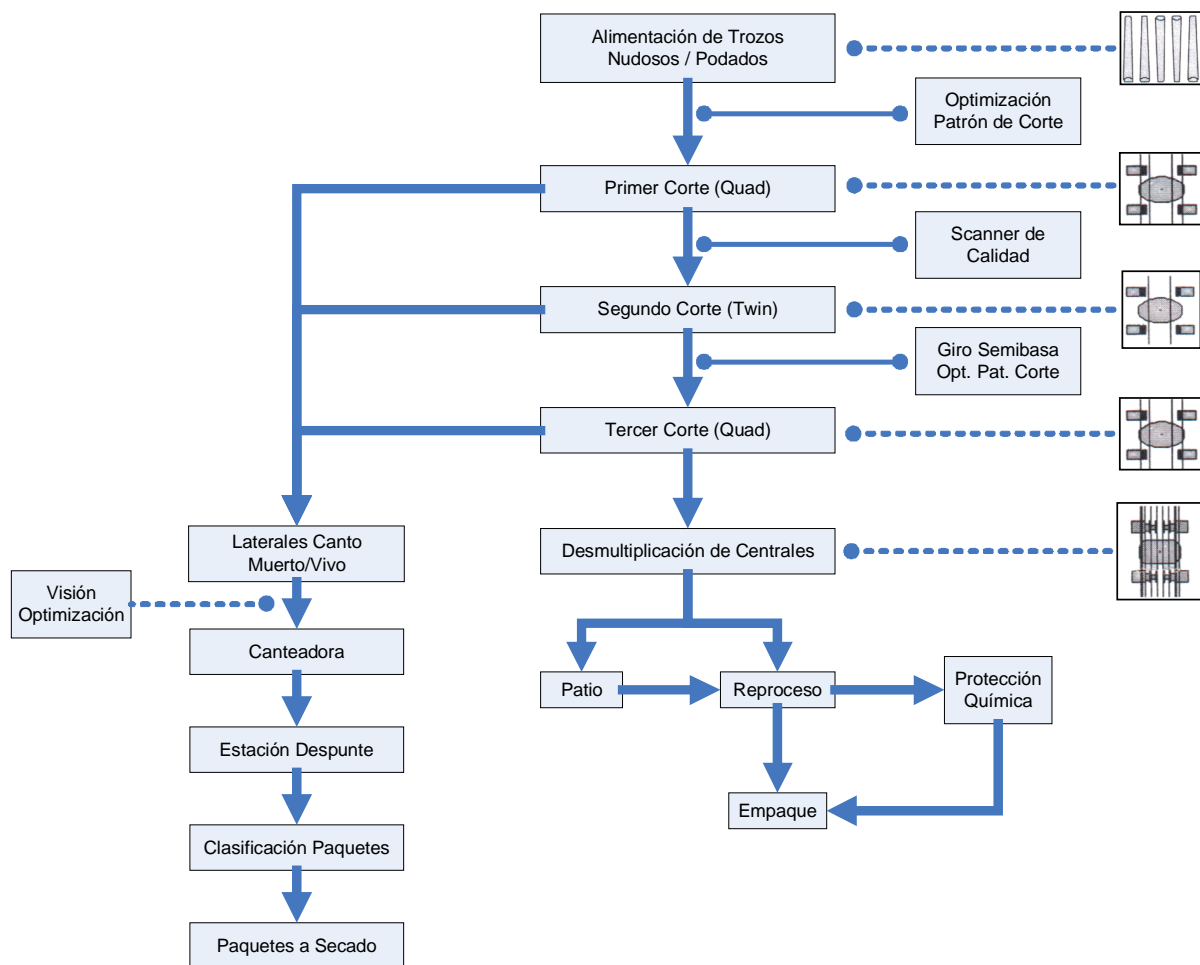 Alimentación de Trozos
Nudosos / Podados
Optimización
Patrón de Corte
Primer Corte (Quad)
Scanner de
Calidad
Segundo Corte (Twin)
Giro Semibasa
Opt. Pat. Corte
Tercer Corte (Quad)
Laterales Canto
Muerto/Vivo
Desmultiplicación de Centrales
Visión
Optimización
Canteadora
Patio
Reproceso
Protección
Química
Estación Despunte
Empaque
Clasificación Paquetes
Paquetes a Secado